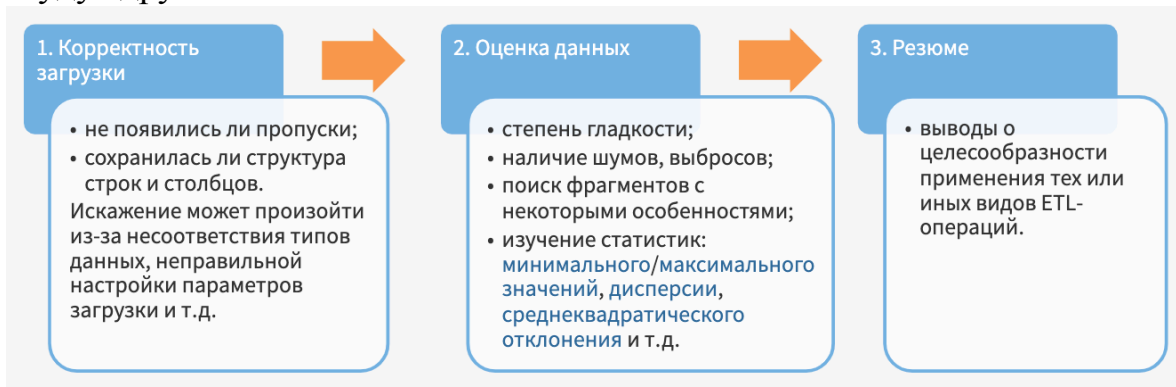 1. Корректность
загрузки
• не появились ли пропуски;
• сохранилась ли структура
строк и столбцов.
Искажение может произойти
из-за несоответствия типов
данных, неправильной
настройки параметров
загрузки и т.д.
2. Оценка данных
• степень гладкости;
• наличие шумов, выбросов;
• поиск фрагментов с
некоторыми особенностями;
• изучение статистик:
минимального/максимального
значений, дисперсии,
среднеквадратического
отклонения и т.д.
3. Резюме
• выводы о
целесообразности
применения тех или
иных видов ETL-
операций.